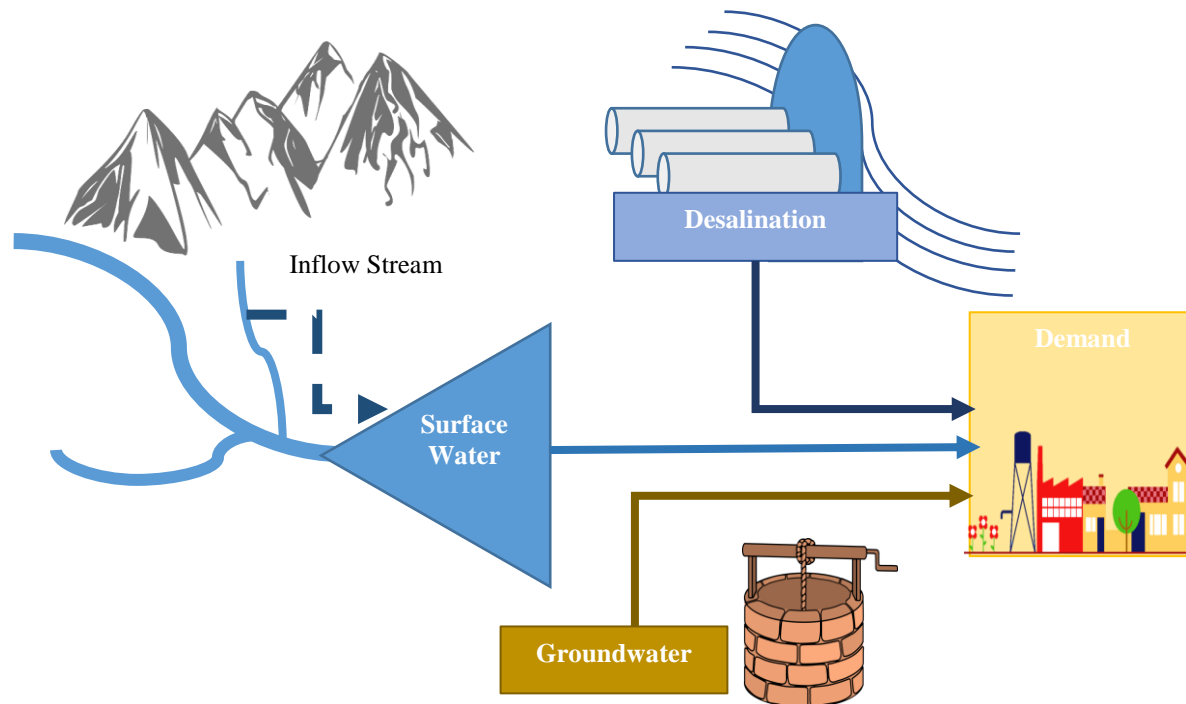 Desalination
Inflow Stream
Demand
Surface
Water
Groundwater